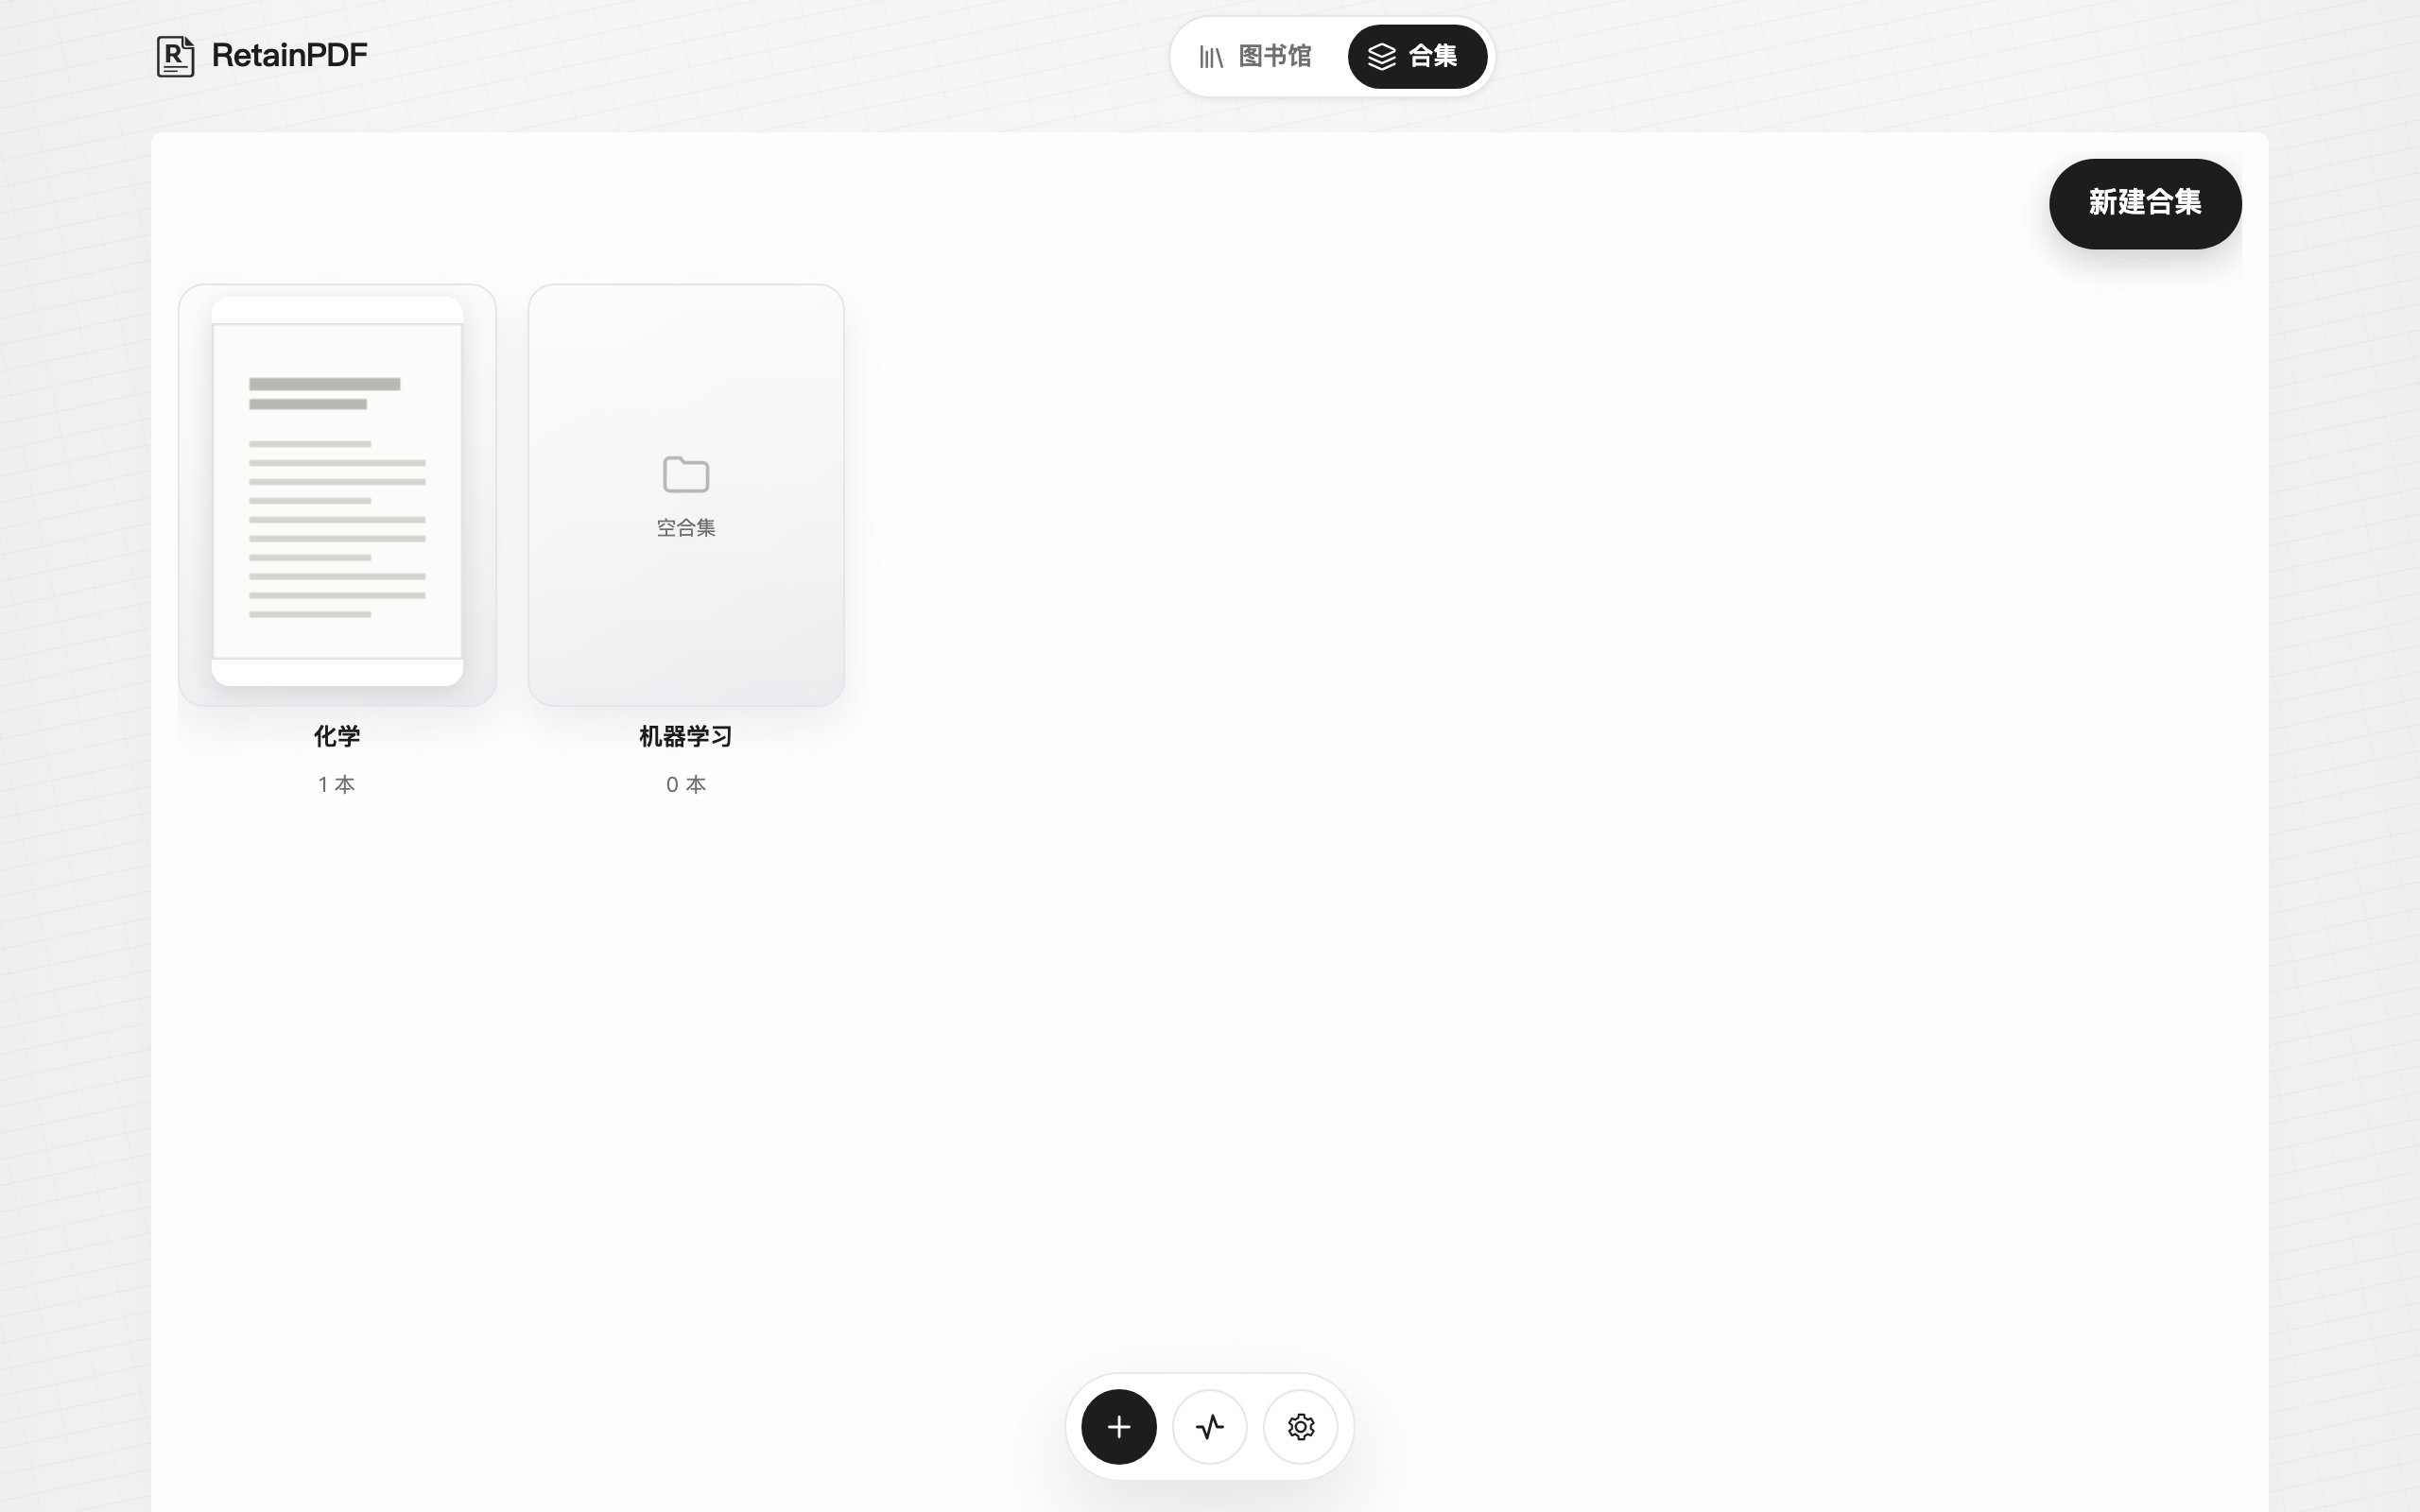 RetainPDF
图书馆
合集
新建合集
空合集
化学
机器学习
1 本
0 本